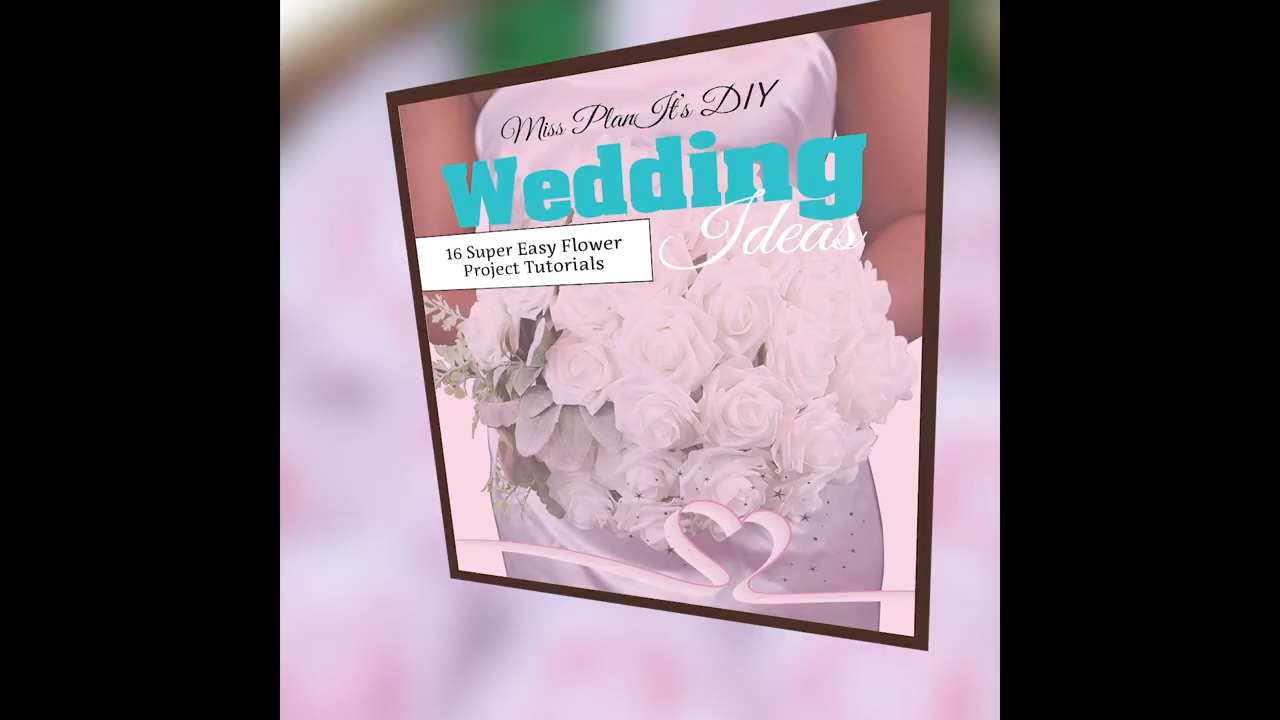 Miss PlanIt's DIY
Wedding
Ideas
16 Super Easy Flower
Project Tutorials